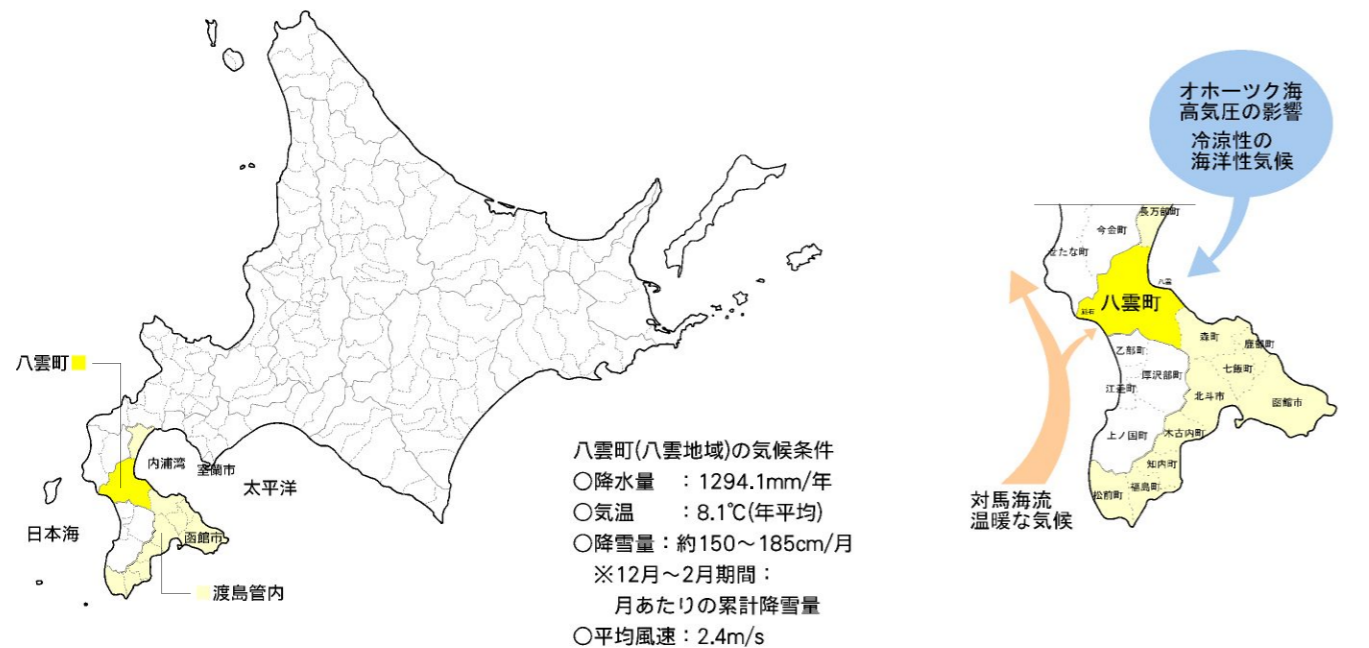 八雲町
内浦湾
室蘭市
太平洋
日本海
函館市
渡島管内
八雲町(八雲地域)の気候条件
○降水量　：1294.1mm/年
○気温　　：8.1℃(年平均)
○降雪量：約150～185cm/月
※12月～2月期間：
月あたりの累計降雪量
○平均風速：2.4m/s
オホーツク海
高気圧の影響
冷涼性の
海洋性気候
長万部町
今会町
せたな町
八雲
八雲町
熊石
森町
鹿部町
乙部町
七飯町
厚沢部町
江差町
北斗市
函館市
上ノ国町
木古内町
知内町
福島町
松前町
対馬海流
温暖な気候